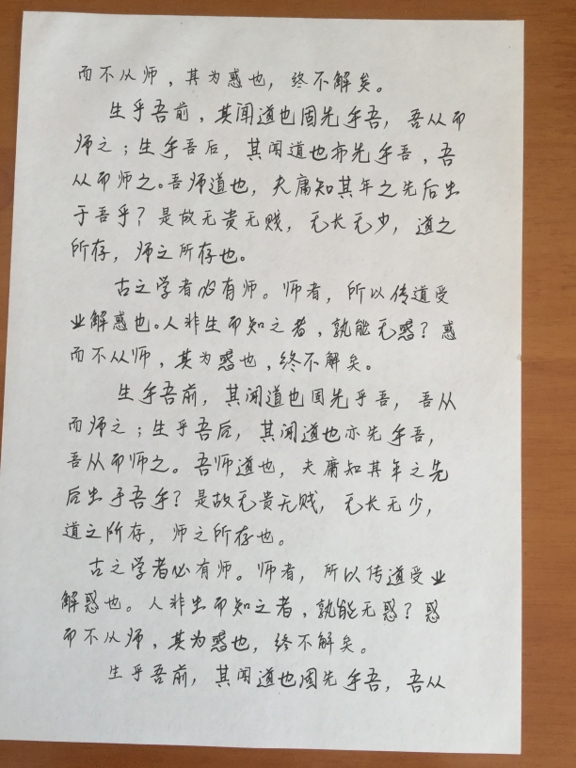 而不从师，其为惑也，终不解矣。
生乎吾前，其闻道也固先乎吾，吾从而
师之；生乎吾后，其闻道也亦先乎吾，吾
从而师之。吾师道也，夫庸知其年之先后生
于吾乎？是故无贵无贱，无长无少，道之
所存，师之所存也。
古之学者必有师。师者，所以传道受
业解惑也。人非生而知之者，孰能无惑？惑
而不从师，其为惑也，终不解矣。
生乎吾前，其闻道也固先乎吾，吾从
而师之；生乎吾后，其闻道也亦先乎吾，
吾从而师之。吾师道也，夫庸知其年之先
后生于吾乎？是故无贵无贱，无长无少，
道之所存，师之所存也。
古之学者必有师。师者，所以传道受业
解惑也。人非生而知之者，孰能无惑？惑
而不从师，其为惑也，终不解矣。
生乎吾前，其闻道也固先乎吾，吾从